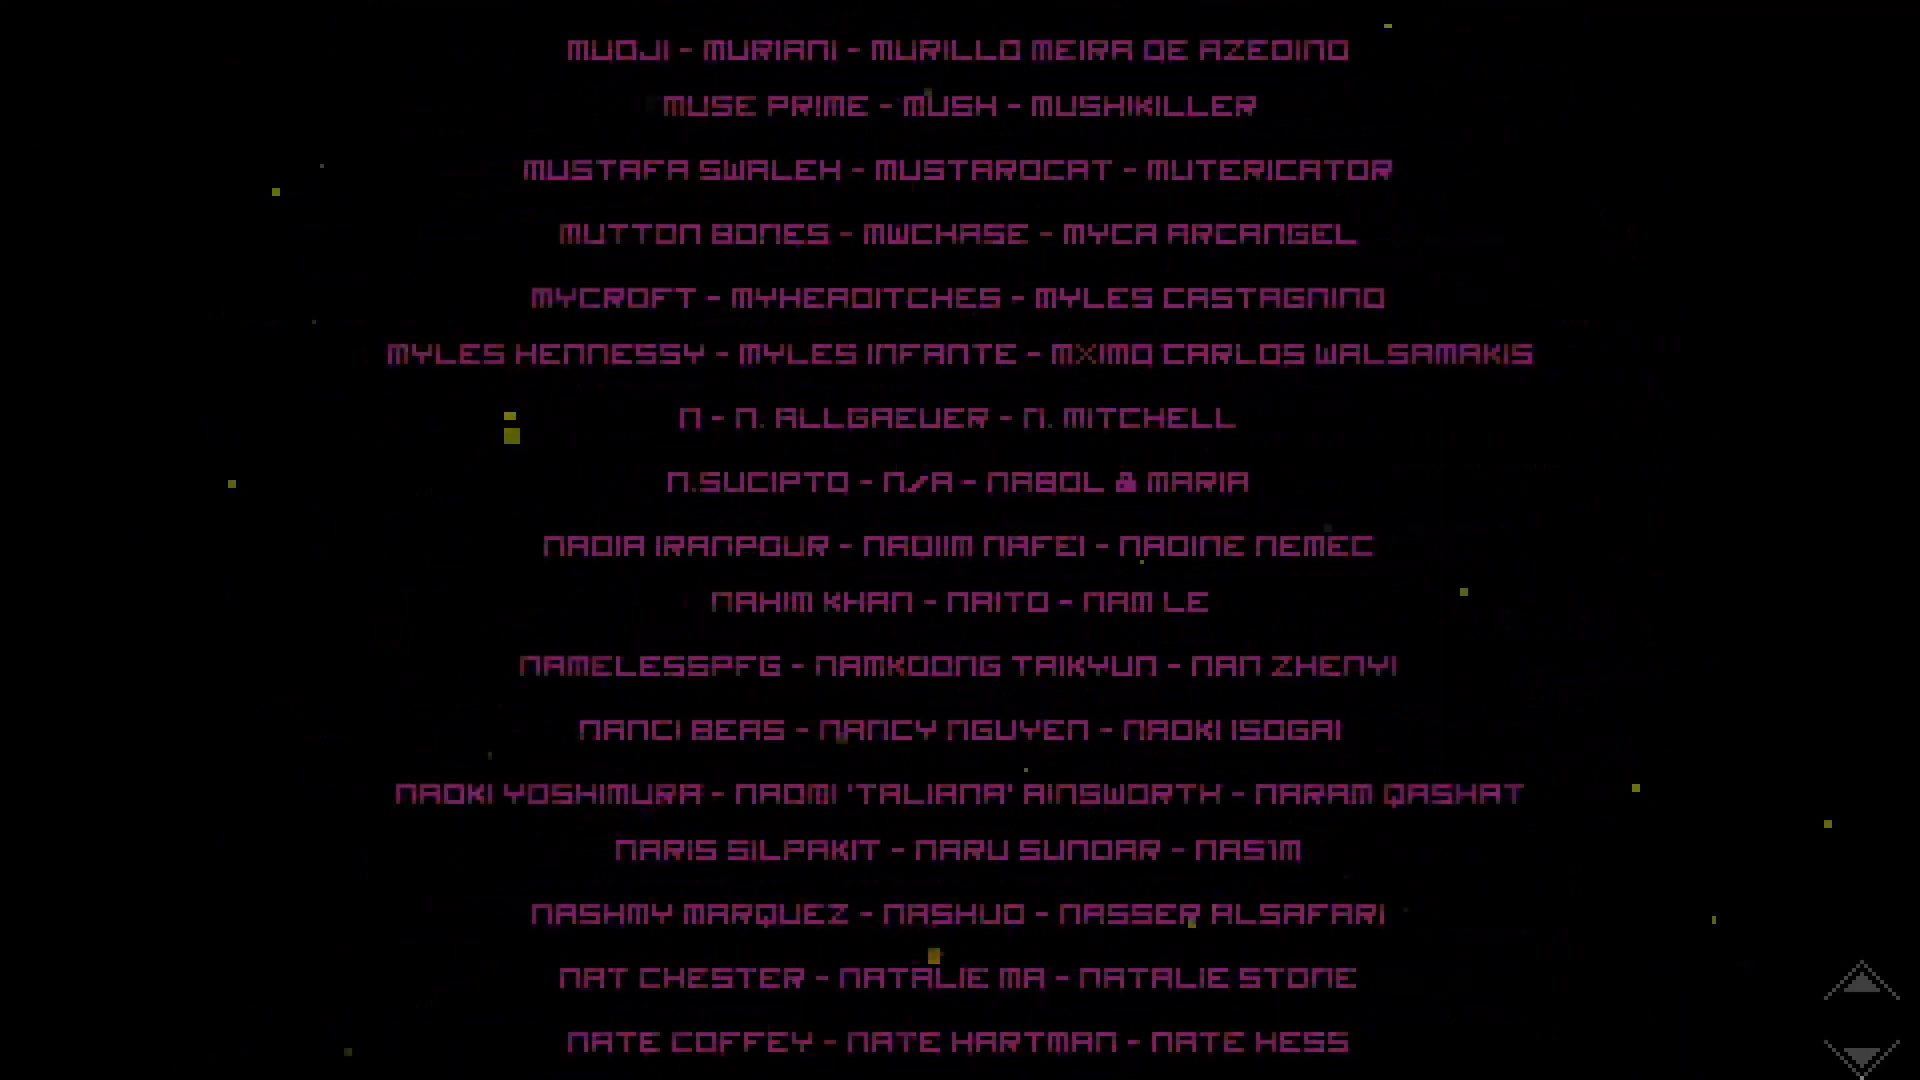 MUDJI - MURIANI - MURILLO MEIRA DE AZEDINO
MUSE PR!ME - MUSH - MUSHIKILLER
MUSTAFA SWALEH - MUSTAROCAT - MUTERICATOR
MUTTON BONES - MWCHASE - MYCA ARCANGEL
MYCROFT - MYHEADITCHES - MYLES CASTAGNINO
MYLES HENNESSY - MYLES INFANTE - MXIMO CARLOS WALSAMAKIS
N - N. ALLGAEUER - N. MITCHELL
N.SUCIPTO - N/A - NABOL & MARIA
NADIA IRANPOUR - NADIIM NAFEI - NADINE NEMEC
NAHIM KHAN - NAITO - NAM LE
NAMELESSPFG - NAMKOONG TAIKYUN - NAN ZHENYI
NANCI BEAS - NANCY NGUYEN - NAOKI ISOGAI
NAOKI YOSHIMURA - NAOMI 'TALIANA' AINSWORTH - NARAM QASHAT
NARIS SILPAKIT - NARU SUNDAR - NAS1M
NASHMY MARQUEZ - NASHUO - NASSER ALSAFARI
NAT CHESTER - NATALIE MA - NATALIE STONE
NATE COFFEY - NATE HARTMAN - NATE HESS